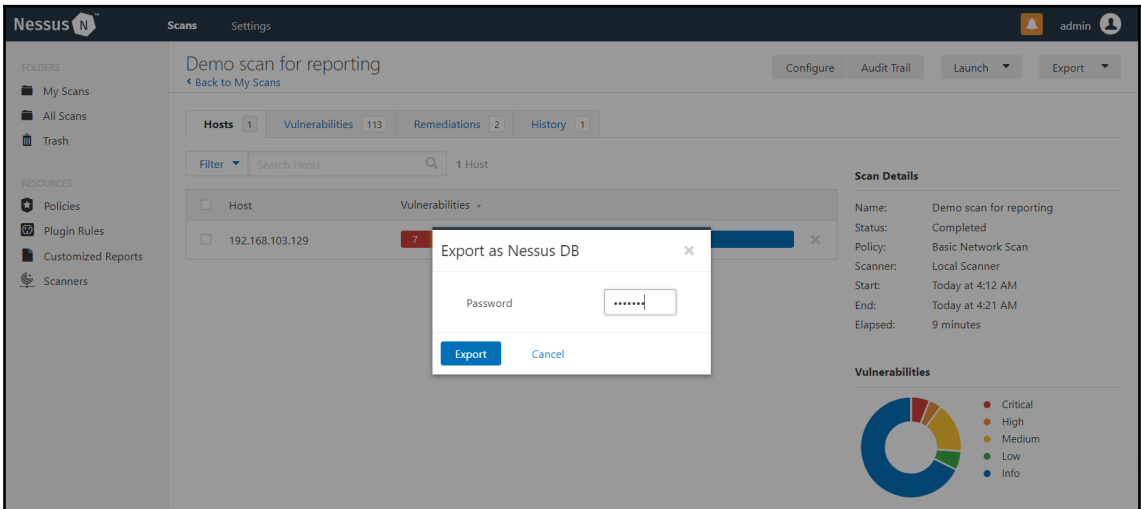 Nessus N
Scans Settings admin
FOLDERS
My Scans
All Scans
Trash
RESOURCES
Policies
Plugin Rules
Customized Reports
Scanners
Demo scan for reporting
Back to My Scans
Configure Audit Trail Launch Export
Hosts 1 Vulnerabilities 113 Remediations 2 History 1
Filter Search Hosts 1 Host
Host Vulnerabilities
192.168.103.129 7
Export as Nessus DB
Password •••••••
Export Cancel
Scan Details
Name: Demo scan for reporting
Status: Completed
Policy: Basic Network Scan
Scanner: Local Scanner
Start: Today at 4:12 AM
End: Today at 4:21 AM
Elapsed: 9 minutes
Vulnerabilities
Critical
High
Medium
Low
Info